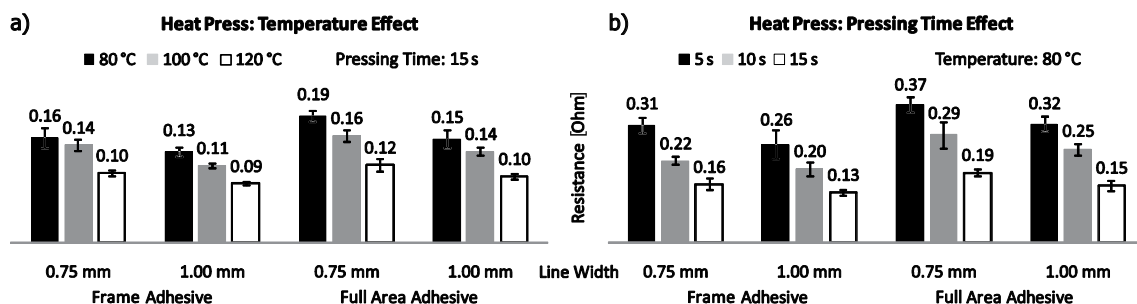 a) Heat Press: Temperature Effect
80 °C 100 °C 120 °C Pressing Time: 15 s
0.16 0.14 0.10 0.13 0.11 0.09 0.19 0.16 0.12 0.15 0.14 0.10
0.75 mm 1.00 mm 0.75 mm 1.00 mm
Frame Adhesive Full Area Adhesive
Line Width
b) Heat Press: Pressing Time Effect
5 s 10 s 15 s Temperature: 80 °C
Resistance [Ohm]
0.31 0.22 0.16 0.26 0.20 0.13 0.37 0.29 0.19 0.32 0.25 0.15
0.75 mm 1.00 mm 0.75 mm 1.00 mm
Frame Adhesive Full Area Adhesive